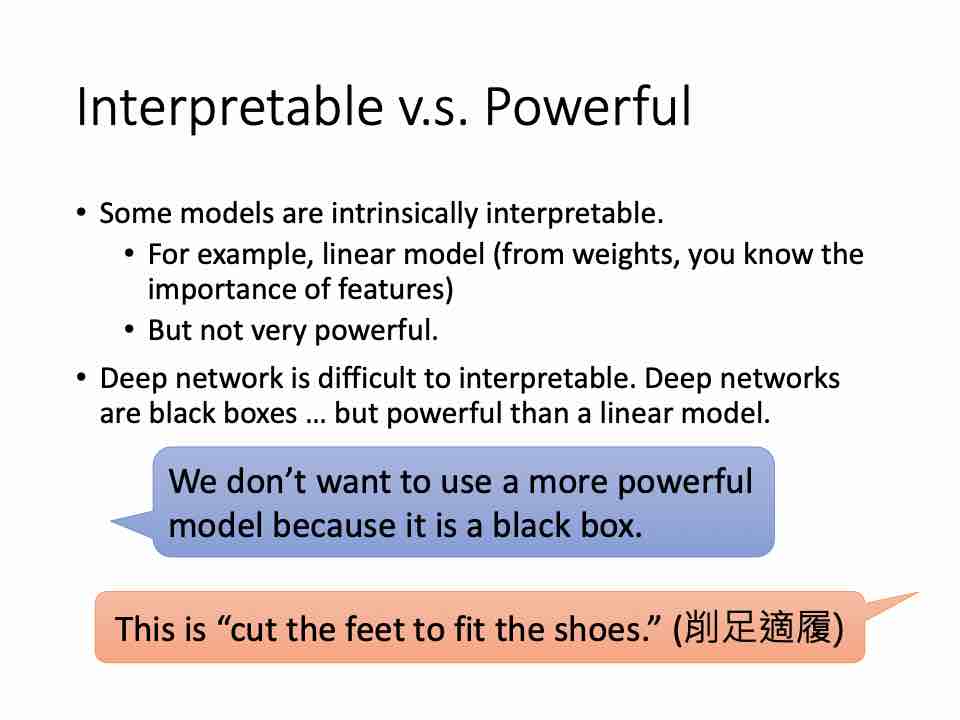 Interpretable v.s. Powerful
• Some models are intrinsically interpretable.
• For example, linear model (from weights, you know the
importance of features)
• But not very powerful.
• Deep network is difficult to interpretable. Deep networks
are black boxes … but powerful than a linear model.
We don’t want to use a more powerful
model because it is a black box.
This is “cut the feet to fit the shoes.” (削足適履)